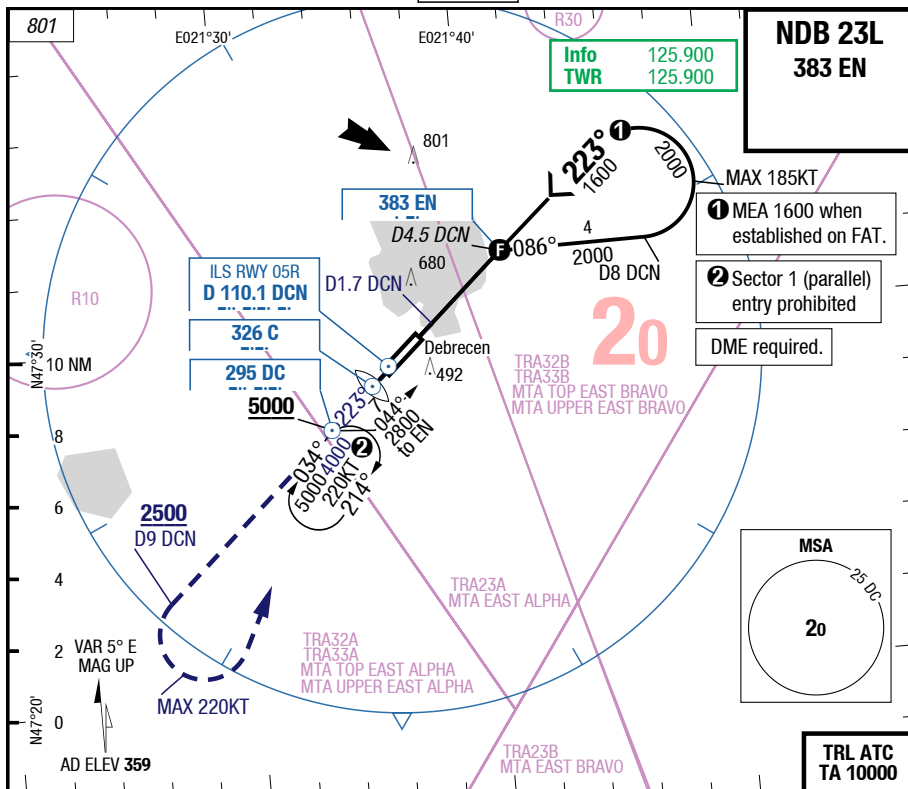 801
E021°30'
E021°40'
R30
Info 125.900
TWR 125.900
NDB 23L
383 EN
801
223°
1600
1
2000
MAX 185KT
383 EN
D4.5 DCN
F
086°
4
2000
D8 DCN
1 MEA 1600 when
established on FAT.
2 Sector 1 (parallel)
entry prohibited
DME required.
680
ILS RWY 05R
D 110.1 DCN
D1.7 DCN
R10
326 C
295 DC
Debrecen
492
20
TRA32B
TRA33B
MTA TOP EAST BRAVO
MTA UPPER EAST BRAVO
N47°30'
10 NM
5000
223°
044°
2800
to EN
8
034°
5000
4000
220KT
2
214°
6
2500
D9 DCN
4
TRA23A
MTA EAST ALPHA
MSA
25 DC
20
TRA32A
TRA33A
MTA TOP EAST ALPHA
MTA UPPER EAST ALPHA
2
VAR 5° E
MAG UP
MAX 220KT
N47°20'
0
AD ELEV 359
TRA23B
MTA EAST BRAVO
TRL ATC
TA 10000